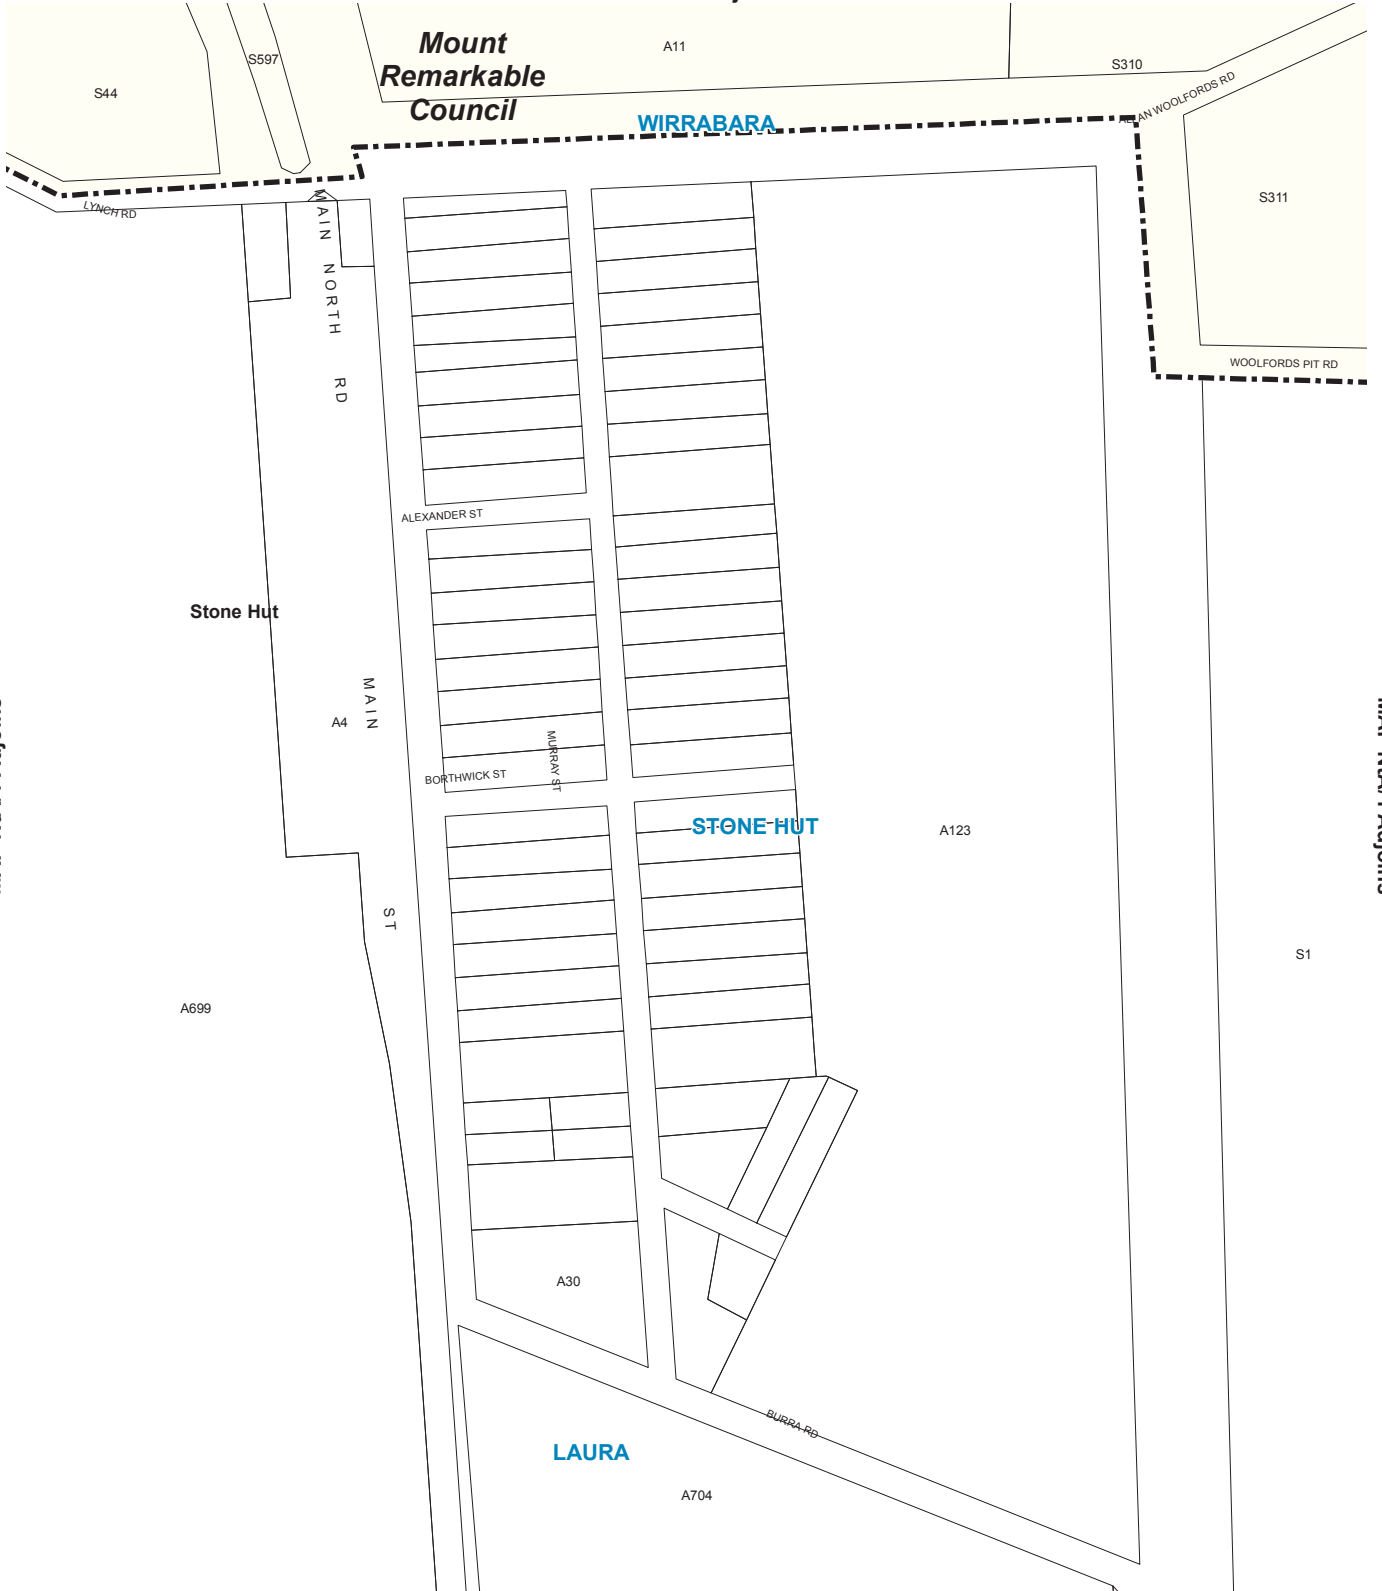 Mount
Remarkable
Council
A11
S597
S310
S44
ALLAN WOOLFORDS RD
WIRRABARA
S311
LYNCH RD
MAIN NORTH RD
WOOLFORDS PIT RD
ALEXANDER ST
Stone Hut
MAIN ST
A4
MURRAY ST
BORTHWICK ST
STONE HUT
A123
S1
A699
A30
BURRA RD
LAURA
A704